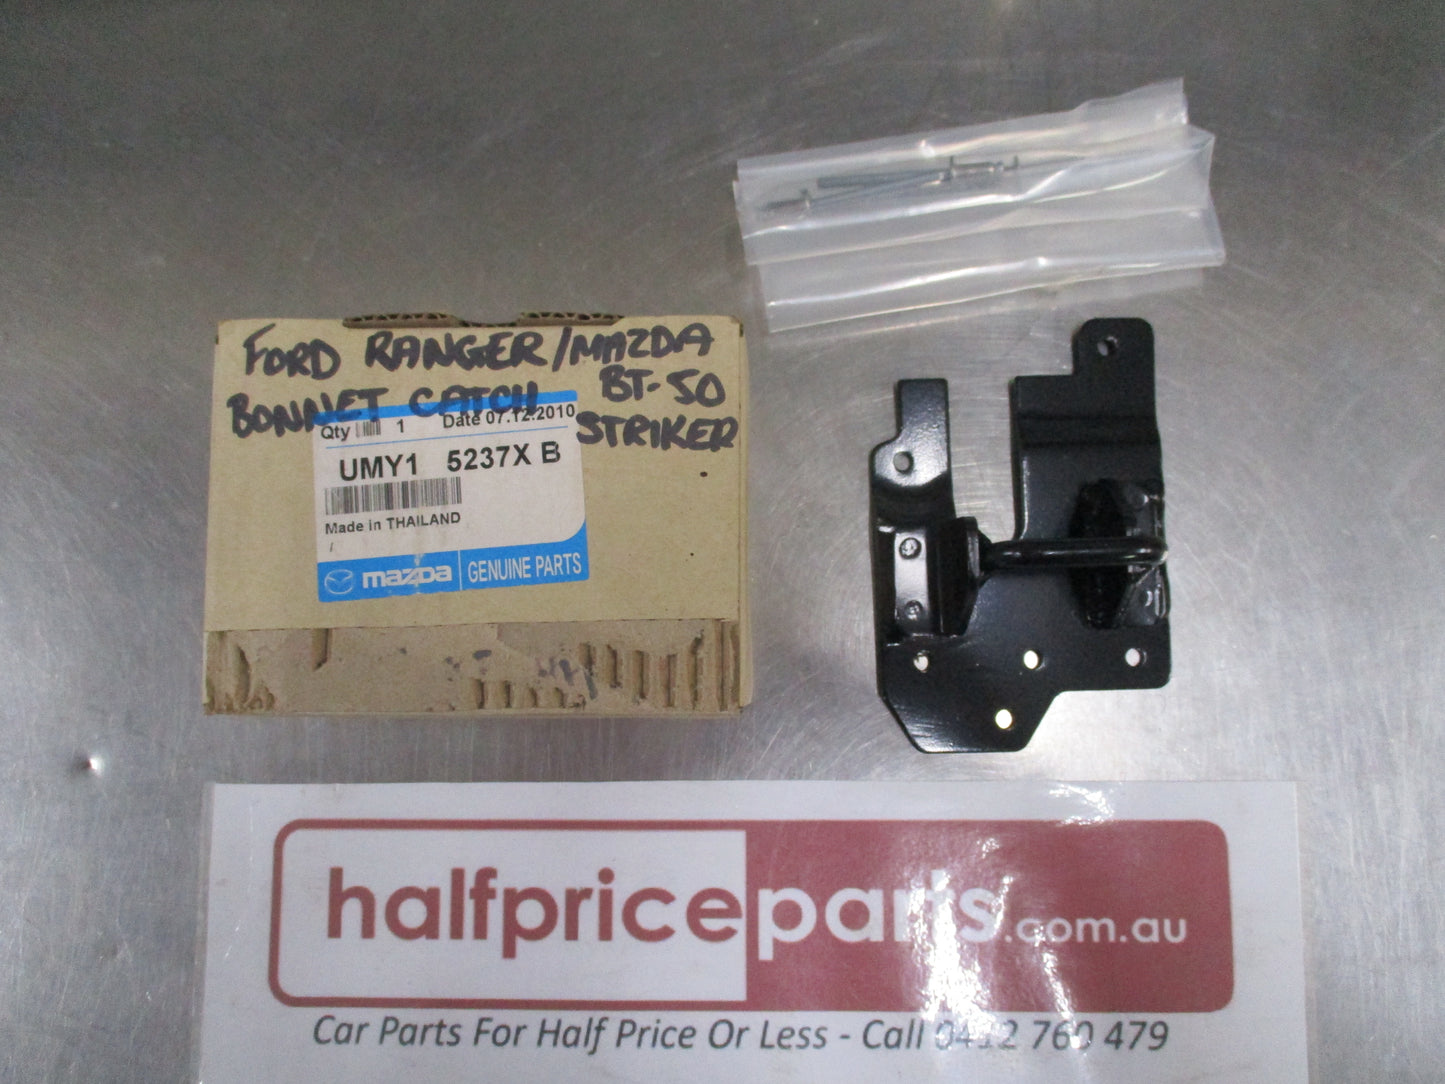 FORD RANGER/MAZDA
BONNET CATCH BT-50
STRIKER
Qty 1 Date 07.12.2010
UMY1 5237X B
Made in THAILAND
/
mazda GENUINE PARTS
halfpriceparts.com.au
Car Parts For Half Price Or Less - Call 0412 760 479